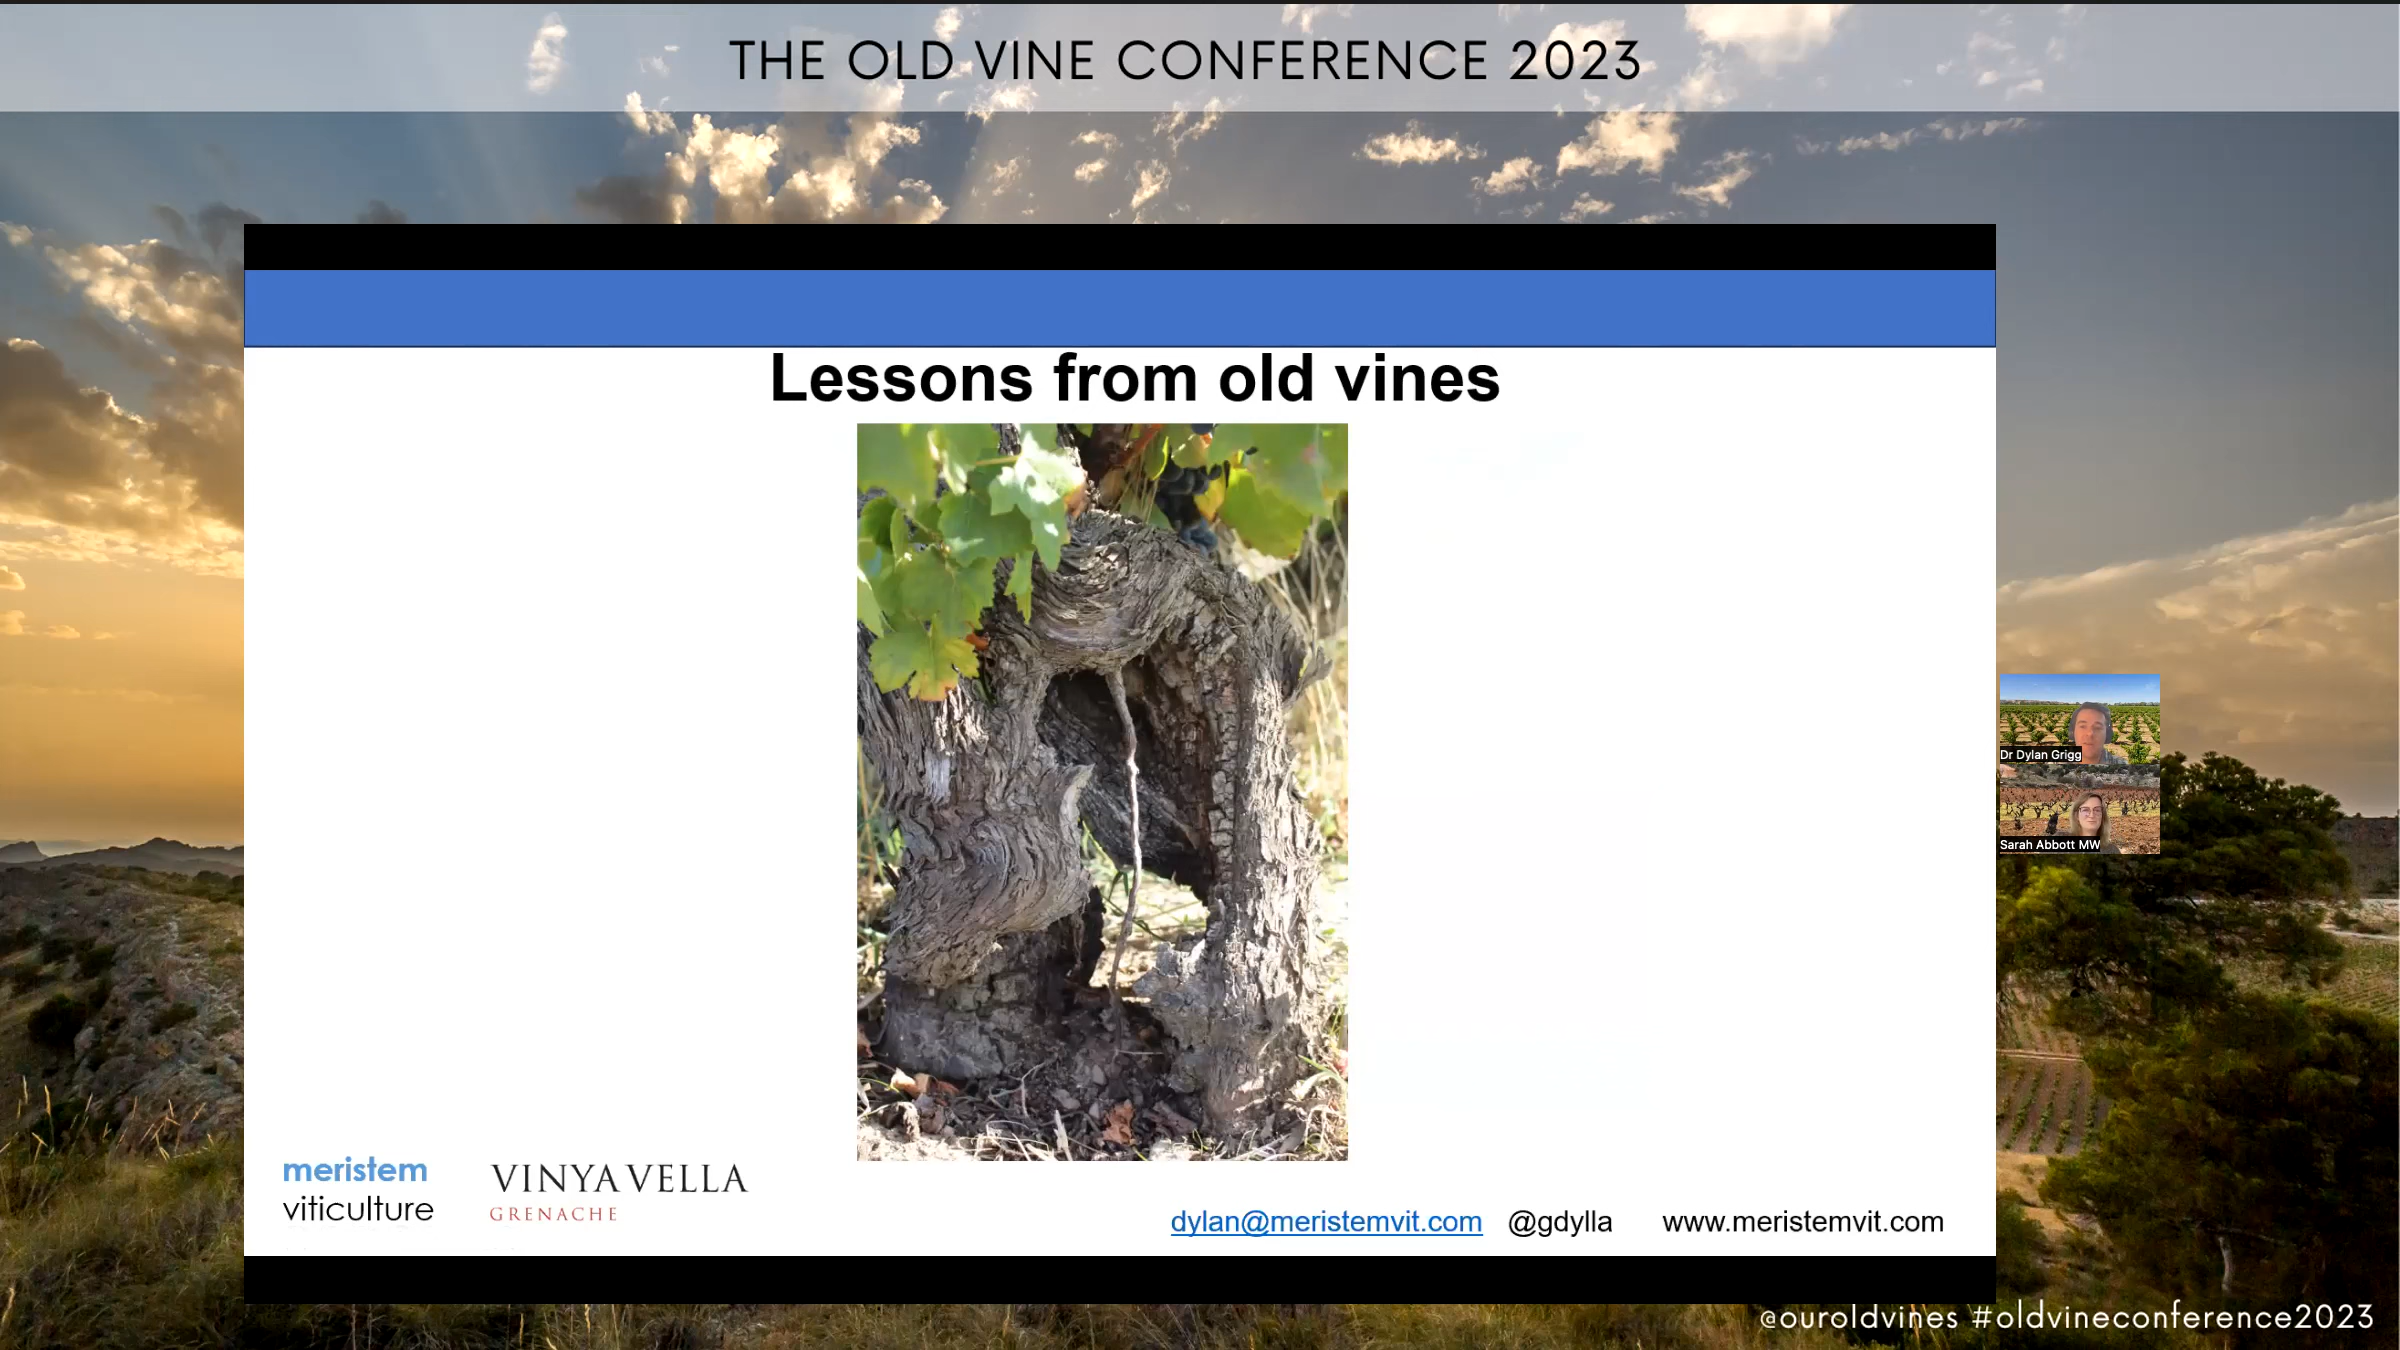 THE OLD VINE CONFERENCE 2023
Lessons from old vines
Dr Dylan Grigg
Sarah Abbott MW
meristem
viticulture
VINYA VELLA
GRENACHE
dylan@meristemvit.com @gdylla www.meristemvit.com
@ouroldvines #oldvineconference2023